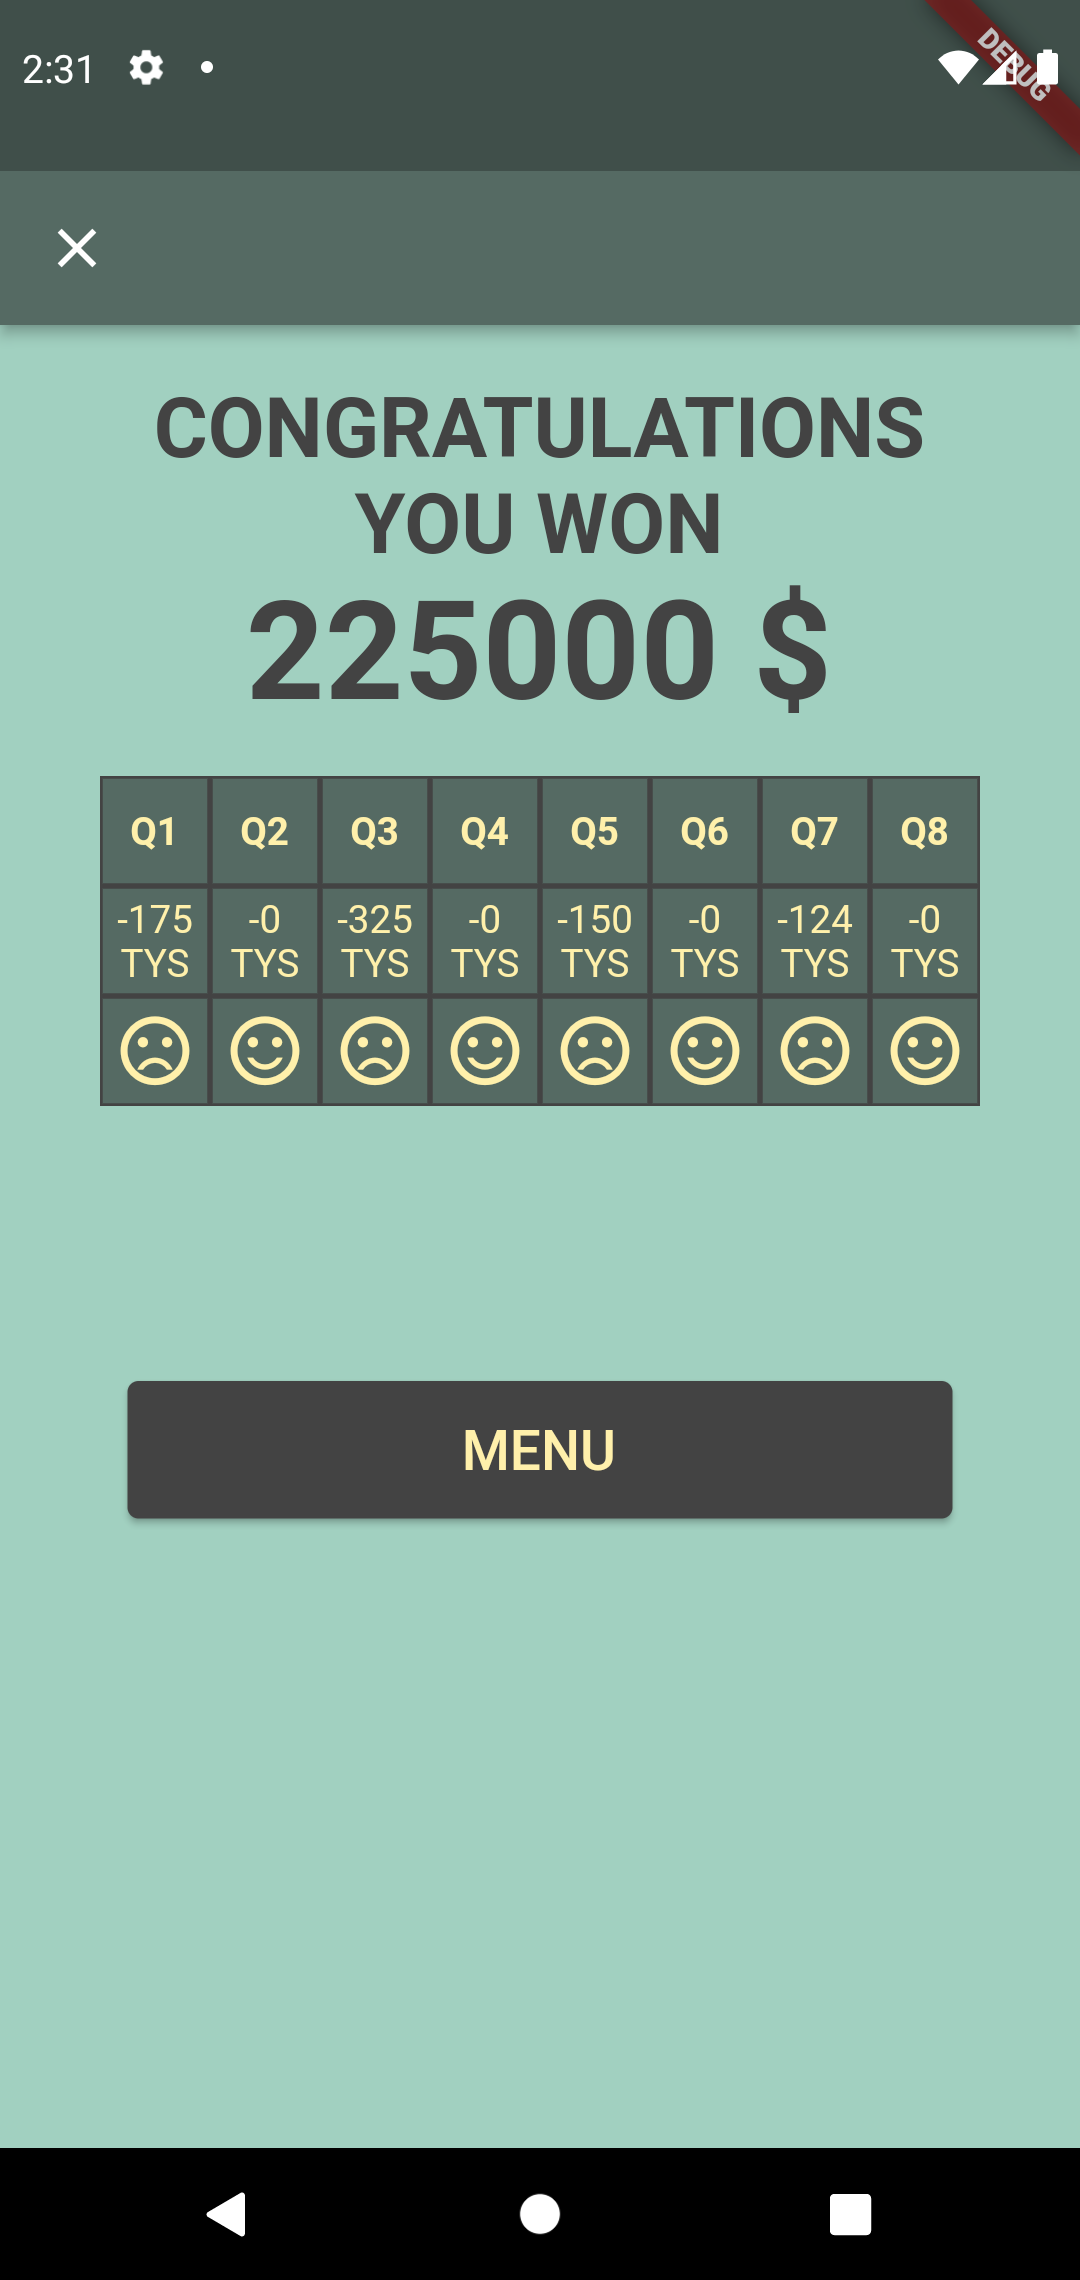 2:31
DEBUG
CONGRATULATIONS
YOU WON
225000 $
Q1 Q2 Q3 Q4 Q5 Q6 Q7 Q8
-175 -0 -325 -0 -150 -0 -124 -0
TYS TYS TYS TYS TYS TYS TYS TYS
MENU